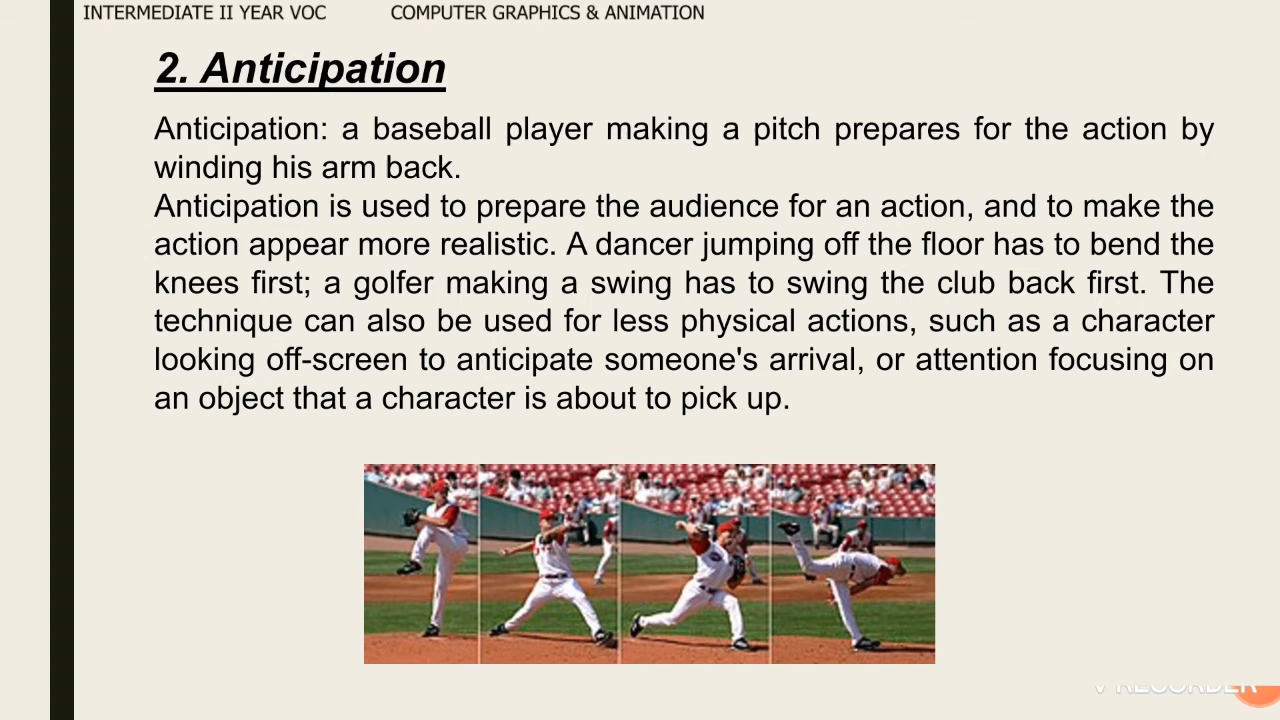 INTERMEDIATE II YEAR VOC COMPUTER GRAPHICS & ANIMATION
2. Anticipation
Anticipation: a baseball player making a pitch prepares for the action by
winding his arm back.
Anticipation is used to prepare the audience for an action, and to make the
action appear more realistic. A dancer jumping off the floor has to bend the
knees first; a golfer making a swing has to swing the club back first. The
technique can also be used for less physical actions, such as a character
looking off-screen to anticipate someone's arrival, or attention focusing on
an object that a character is about to pick up.
V RECORDER